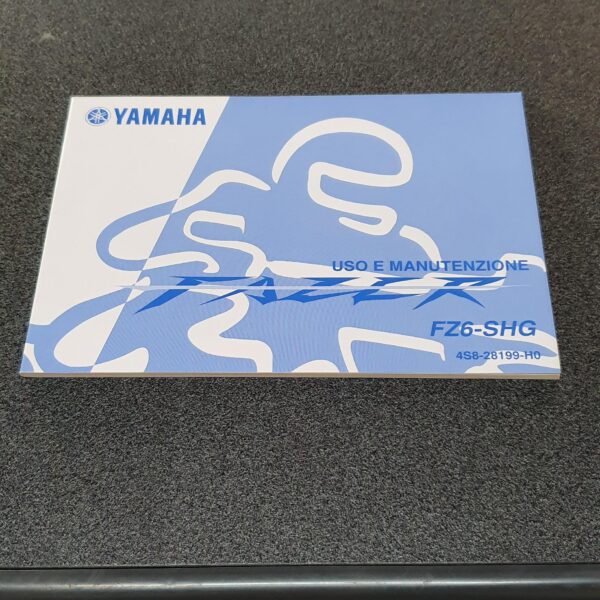 YAMAHA
USO E MANUTENZIONE
FAZER
FZ6-SHG
4S8-28199-H0